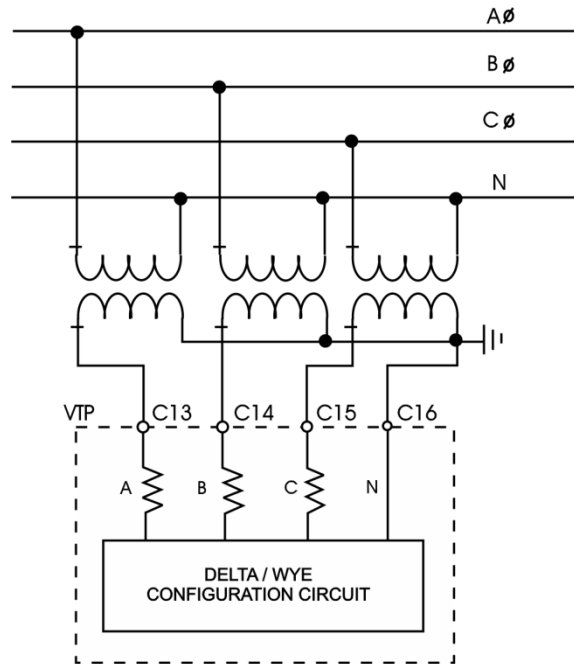 Aø
Bø
Cø
N
VTP C13 C14 C15 C16
A B C N
DELTA / WYE
CONFIGURATION CIRCUIT